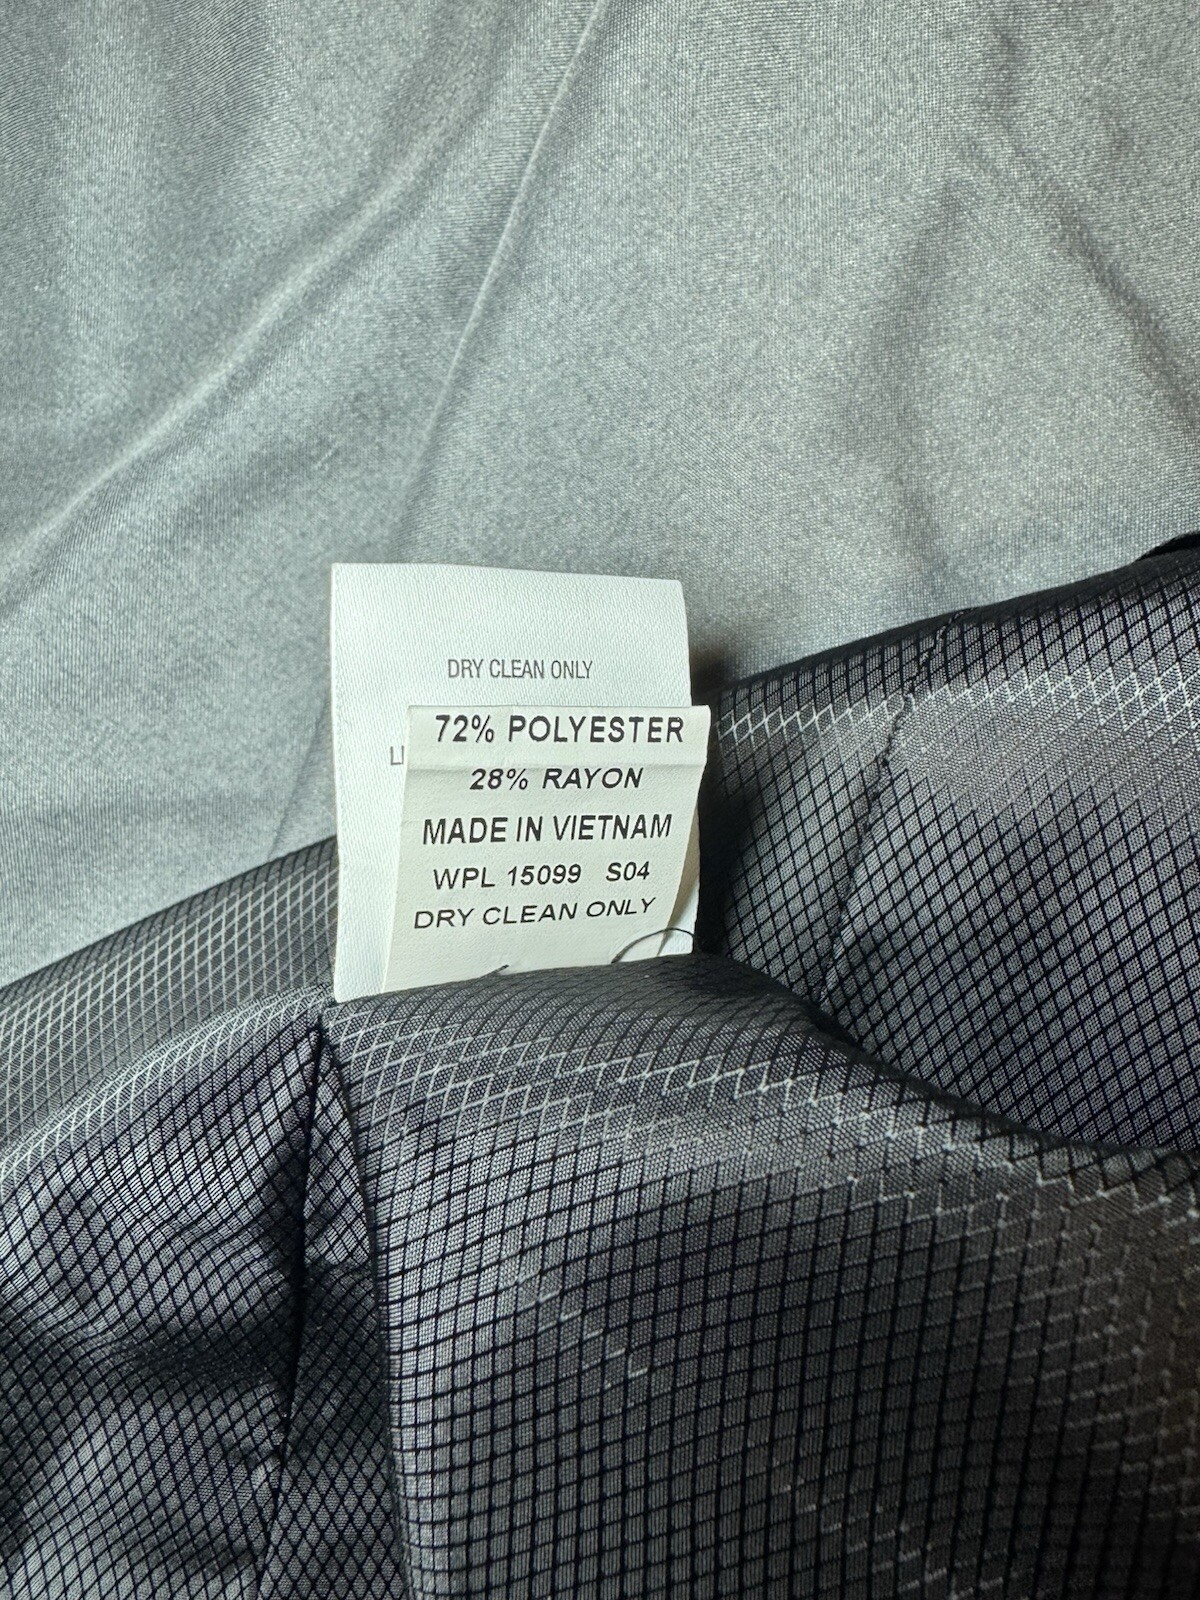 DRY CLEAN ONLY
72% POLYESTER
28% RAYON
MADE IN VIETNAM
WPL 15099 S04
DRY CLEAN ONLY